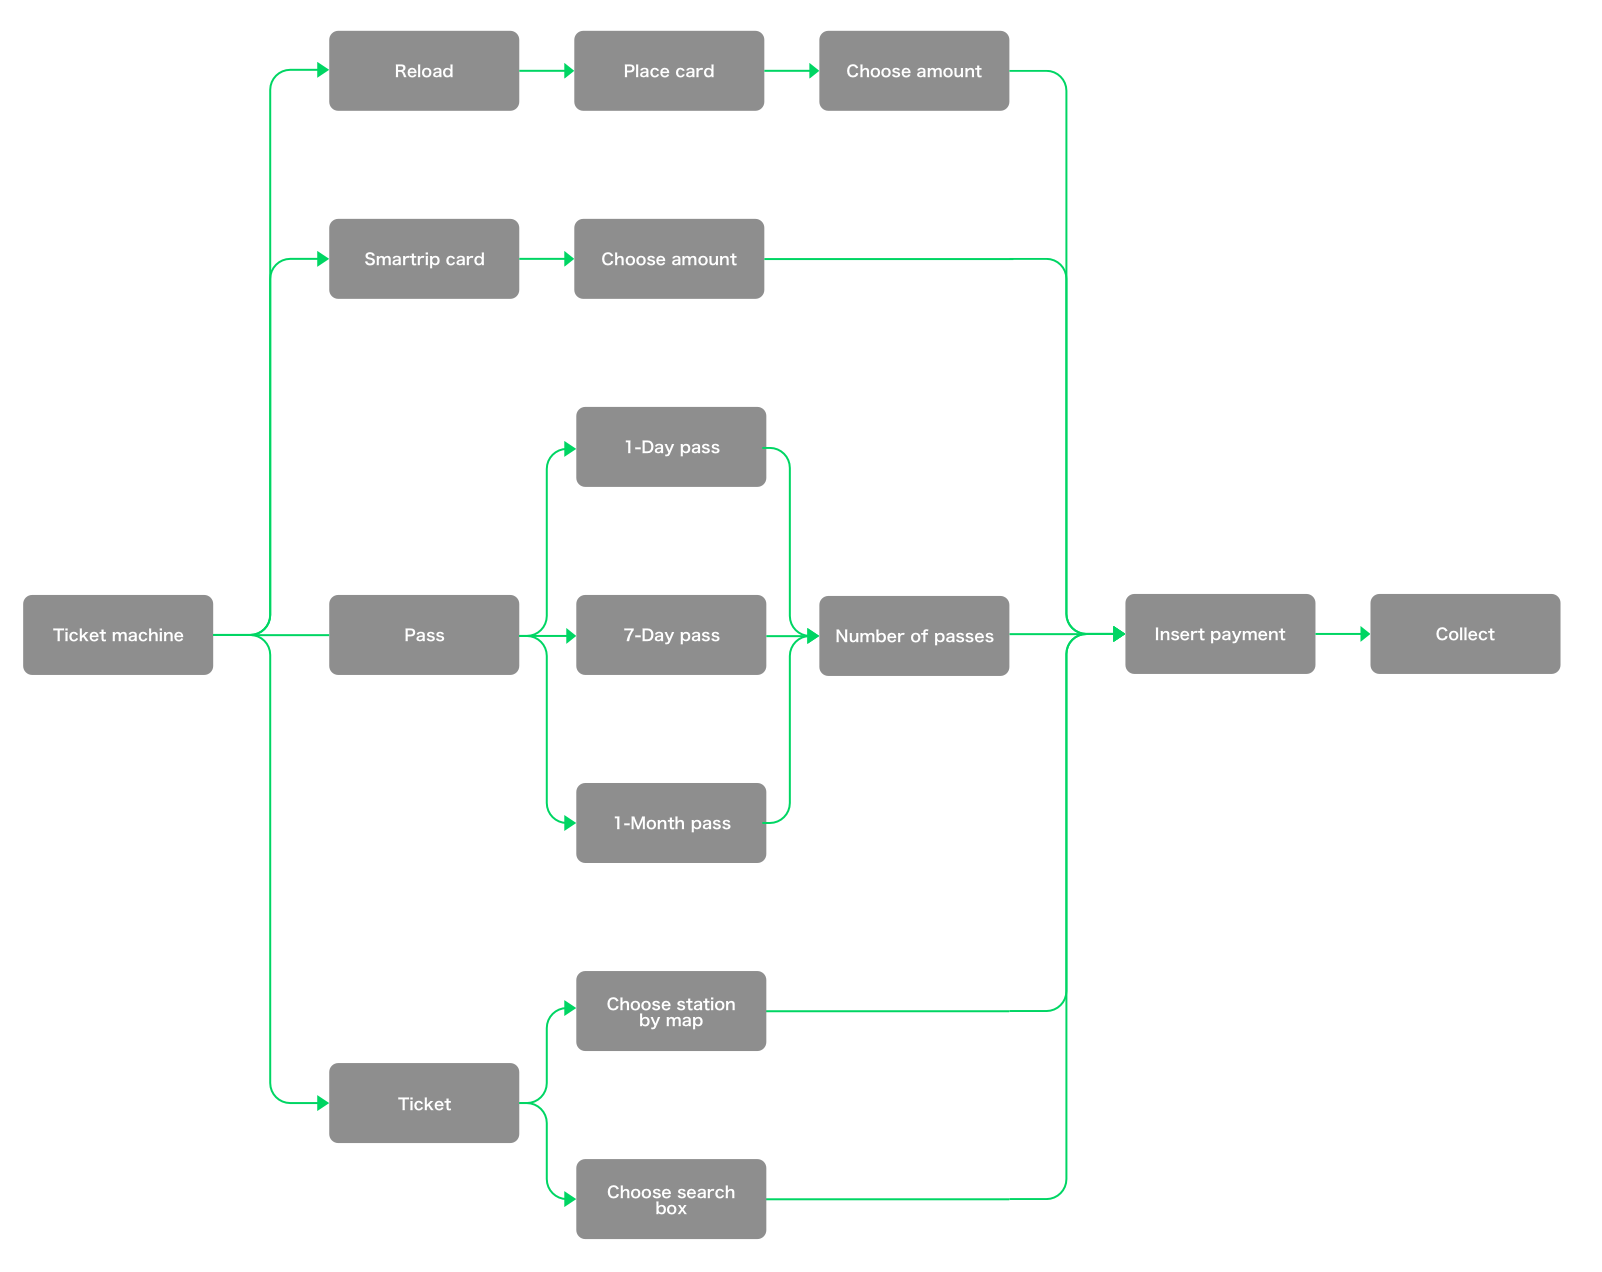 Reload
Place card
Choose amount
Smartrip card
Choose amount
1-Day pass
Ticket machine
Pass
7-Day pass
Number of passes
Insert payment
Collect
1-Month pass
Choose station
by map
Ticket
Choose search
box